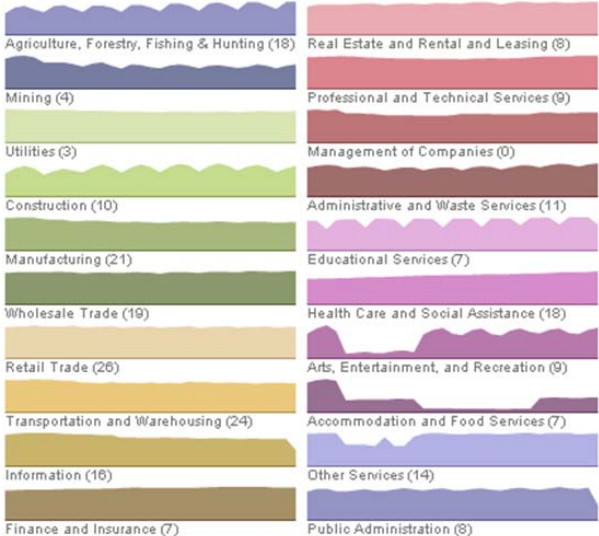 Agriculture, Forestry, Fishing & Hunting (18)
Real Estate and Rental and Leasing (8)
Mining (4)
Professional and Technical Services (9)
Utilities (3)
Management of Companies (0)
Construction (10)
Administrative and Waste Services (11)
Manufacturing (21)
Educational Services (7)
Wholesale Trade (19)
Health Care and Social Assistance (18)
Retail Trade (26)
Arts, Entertainment, and Recreation (9)
Transportation and Warehousing (24)
Accommodation and Food Services (7)
Information (16)
Other Services (14)
Finance and Insurance (7)
Public Administration (8)